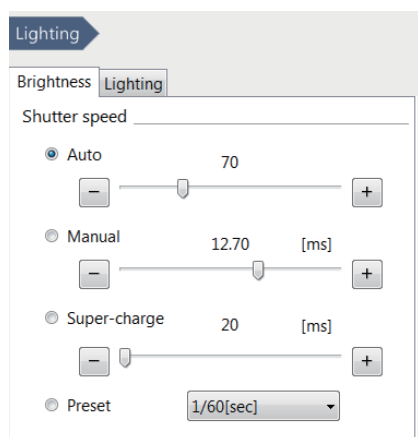 Lighting
Brightness Lighting
Shutter speed
Auto 70
− +
Manual 12.70 [ms]
− +
Super-charge 20 [ms]
− +
Preset 1/60[sec]